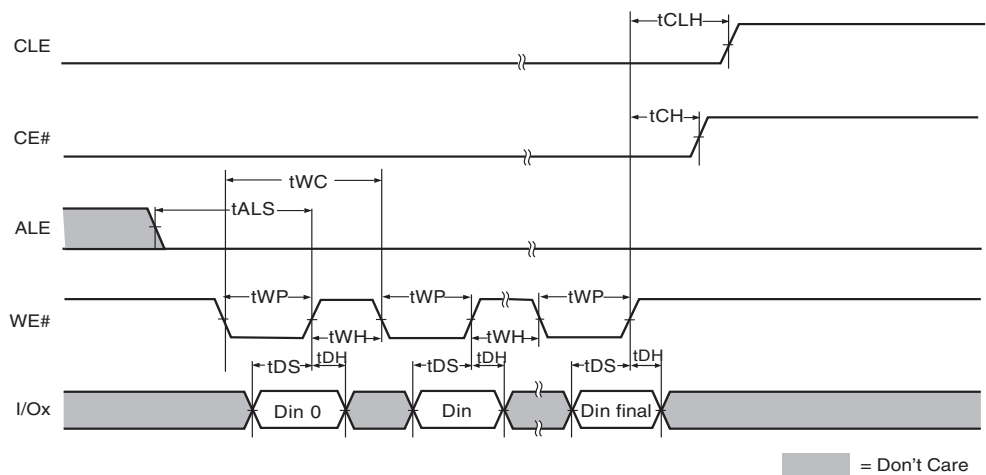 tCLH
CLE
tCH
CE#
tWC
tALS
ALE
tWP tWP tWP
WE#
tWH tWH
tDS tDH tDS tDH tDS tDH
I/Ox Din 0 Din Din final
= Don't Care